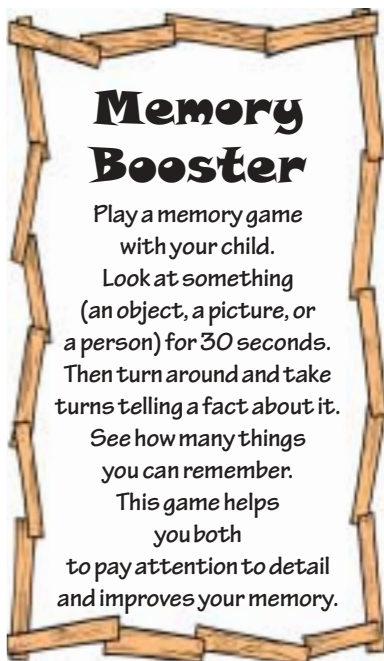 Memory
Booster
Play a memory game
with your child.
Look at something
(an object, a picture, or
a person) for 30 seconds.
Then turn around and take
turns telling a fact about it.
See how many things
you can remember.
This game helps
you both
to pay attention to detail
and improves your memory.